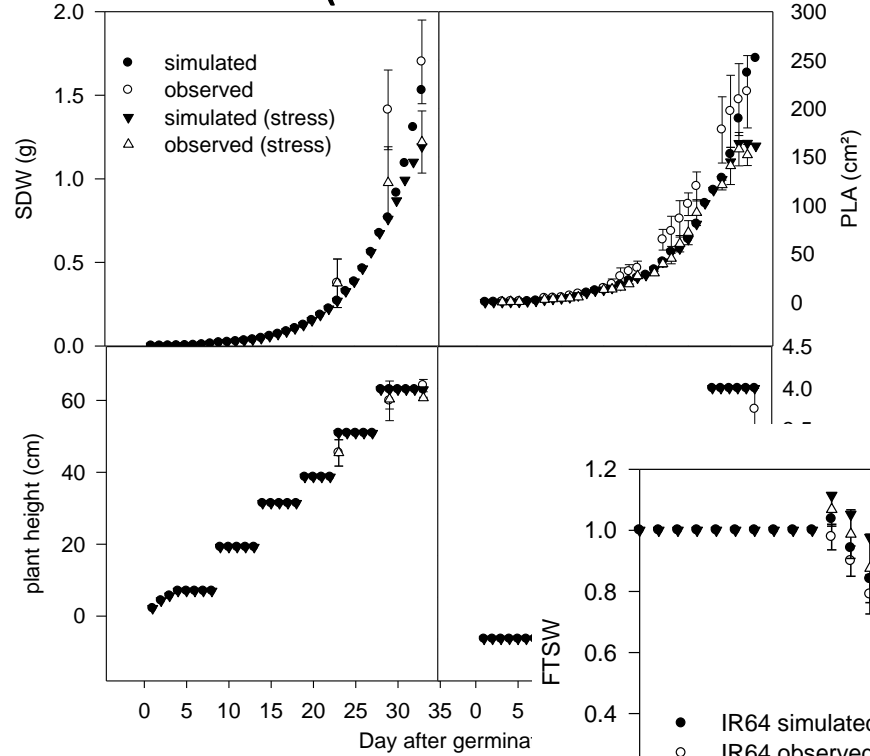 2.0
1.5
1.0
0.5
0.0
SDW (g)
simulated
observed
simulated (stress)
observed (stress)
300
250
200
150
100
50
0
PLA (cm²)
60
40
20
0
plant height (cm)
4.5
4.0
0 5 10 15 20 25 30 35 0 5
Day after germina
1.2
1.0
0.8
0.6
0.4
FTSW
IR64 simulated
IR64 observed